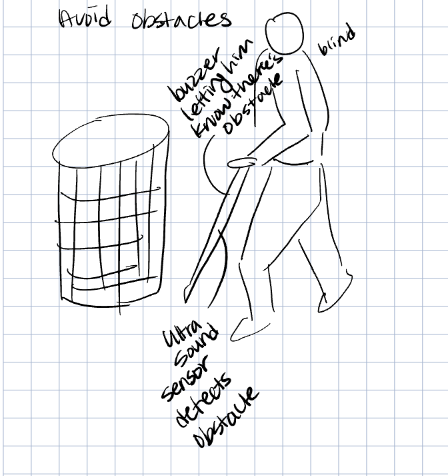 Avoid obstacles
blind
buzzer
letting him
know there's
obstacle
Ultra
sound
sensor
detects
obstacle